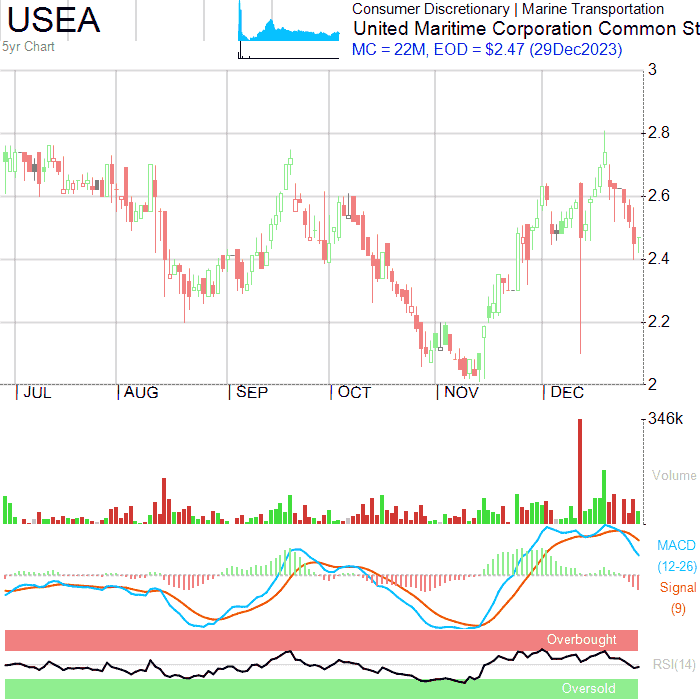 USEA
5yr Chart
Consumer Discretionary | Marine Transportation
United Maritime Corporation Common St
MC = 22M, EOD = $2.47 (29Dec2023)
3
2.8
2.6
2.4
2.2
2
JUL AUG SEP OCT NOV DEC
346k
Volume
MACD
(12-26)
Signal
(9)
Overbought
RSI(14)
Oversold